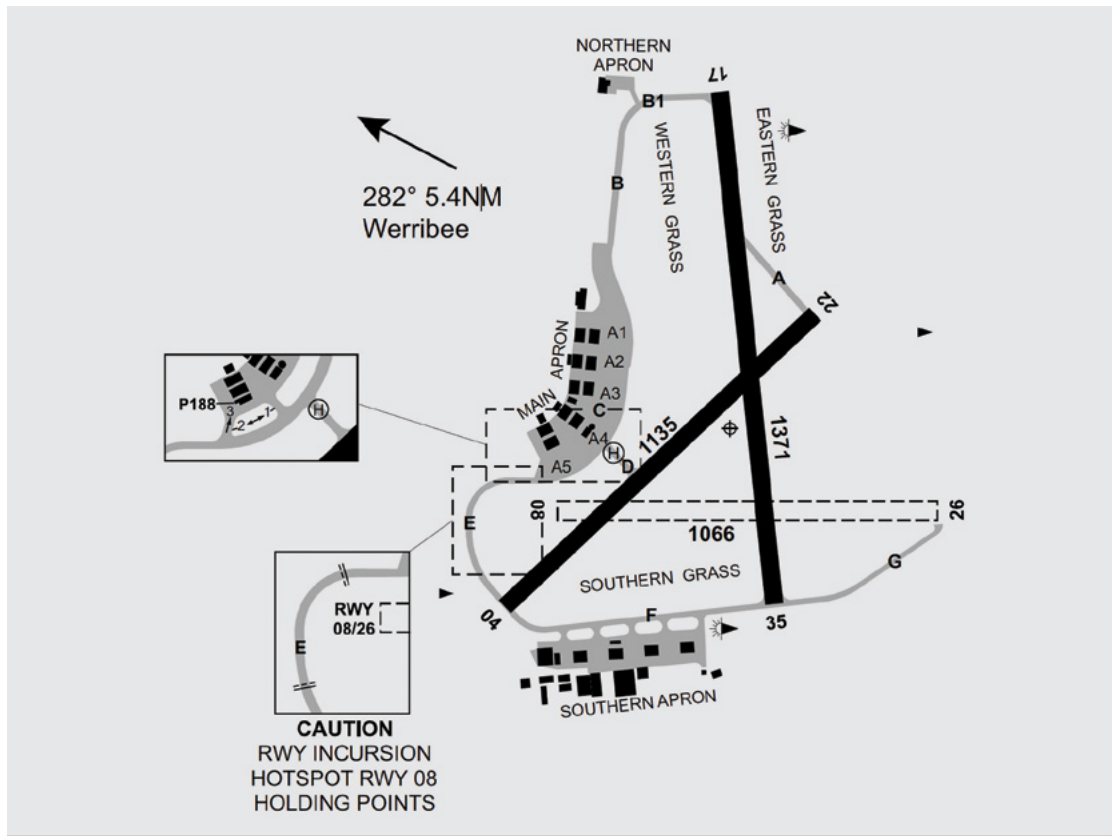 NORTHERN
APRON
17
B1
282° 5.4NM
Werribee
B
WESTERN GRASS
EASTERN GRASS
A
22
MAIN APRON
A1
A2
A3
C
A4
H
D
A5
1135
1371
P188
3
2
1
H
E
08
1066
26
SOUTHERN GRASS
G
04
F
35
SOUTHERN APRON
RWY
08/26
E
CAUTION
RWY INCURSION
HOTSPOT RWY 08
HOLDING POINTS